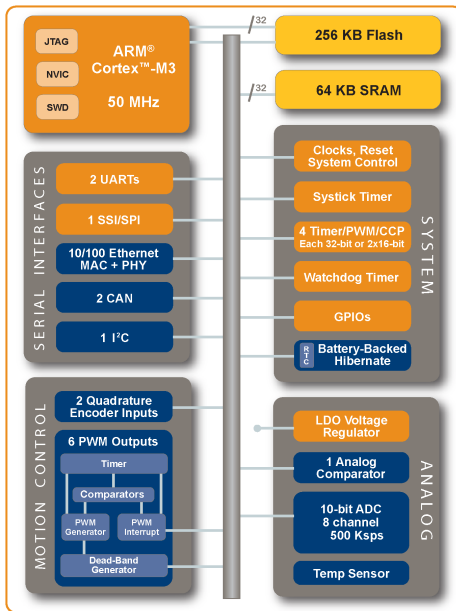 JTAG
NVIC
SWD
ARM®
Cortex™-M3
50 MHz
32
256 KB Flash
32
64 KB SRAM
SERIAL INTERFACES
2 UARTs
1 SSI/SPI
10/100 Ethernet
MAC + PHY
2 CAN
1 I²C
SYSTEM
Clocks, Reset
System Control
Systick Timer
4 Timer/PWM/CCP
Each 32-bit or 2x16-bit
Watchdog Timer
GPIOs
RTC
Battery-Backed
Hibernate
MOTION CONTROL
2 Quadrature
Encoder Inputs
6 PWM Outputs
Timer
Comparators
PWM
Generator
PWM
Interrupt
Dead-Band
Generator
ANALOG
LDO Voltage
Regulator
1 Analog
Comparator
10-bit ADC
8 channel
500 Ksps
Temp Sensor